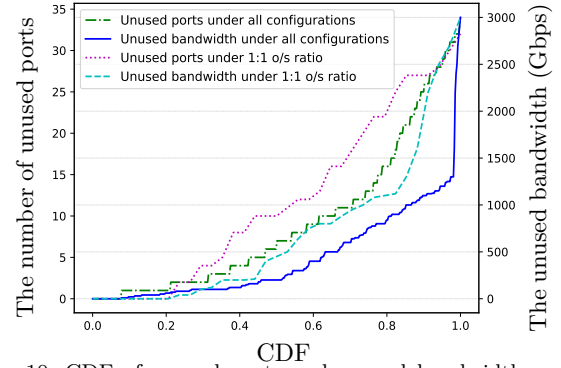 35
30
25
20
15
10
5
0
The number of unused ports
Unused ports under all configurations
Unused bandwidth under all configurations
Unused ports under 1:1 o/s ratio
Unused bandwidth under 1:1 o/s ratio
3000
2500
2000
1500
1000
500
0
The unused bandwidth (Gbps)
0.0 0.2 0.4 0.6 0.8 1.0
CDF